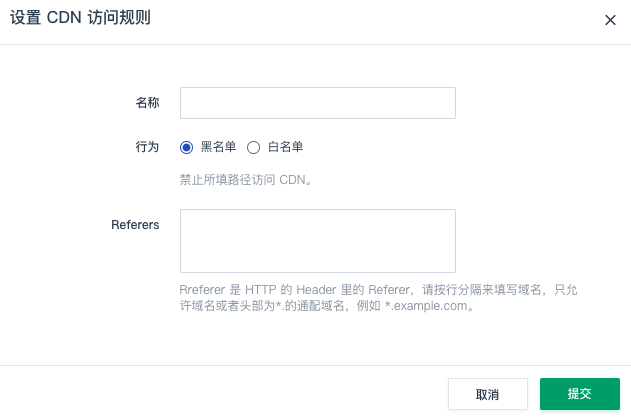 设置 CDN 访问规则
名称
行为 黑名单 白名单
禁止所填路径访问 CDN。
Referers
Rreferer 是 HTTP 的 Header 里的 Referer，请按行分隔来填写域名，只允
许域名或者头部为*.的通配域名，例如 *.example.com。
取消 提交